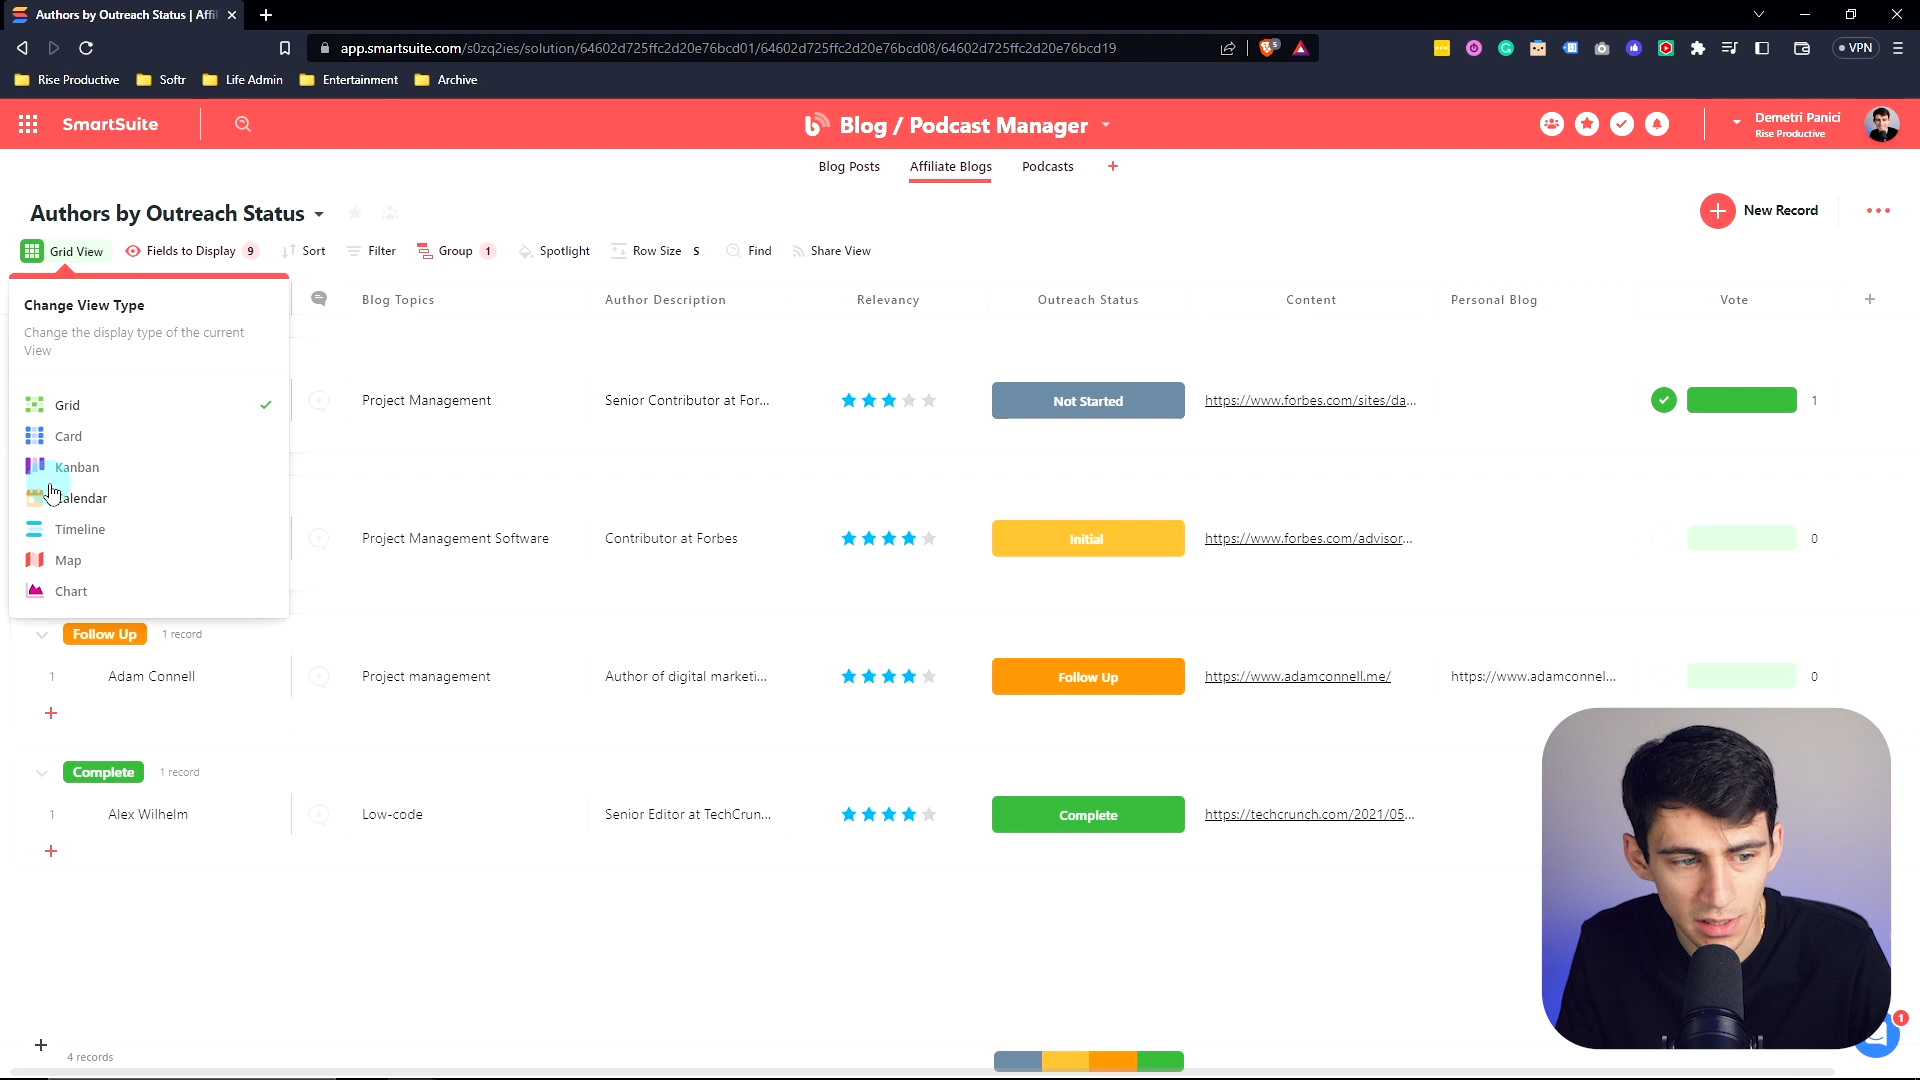 Authors by Outreach Status | Affil
app.smartsuite.com/s0zq2ies/solution/64602d725ffc2d20e76bcd01/64602d725ffc2d20e76bcd08/64602d725ffc2d20e76bcd19
VPN
Rise Productive
Softr
Life Admin
Entertainment
Archive
SmartSuite
Blog / Podcast Manager
Demetri Panici
Rise Productive
Blog Posts
Affiliate Blogs
Podcasts
Authors by Outreach Status
New Record
Grid View
Fields to Display 9
Sort
Filter
Group 1
Spotlight
Row Size S
Find
Share View
Change View Type
Change the display type of the current
View
Grid
Card
Kanban
Calendar
Timeline
Map
Chart
Blog Topics
Author Description
Relevancy
Outreach Status
Content
Personal Blog
Vote
Project Management
Senior Contributor at For...
Not Started
https://www.forbes.com/sites/da...
1
Project Management Software
Contributor at Forbes
Initial
https://www.forbes.com/advisor...
0
Follow Up
1 record
1
Adam Connell
Project management
Author of digital marketi...
Follow Up
https://www.adamconnell.me/
https://www.adamconnel...
0
Complete
1 record
1
Alex Wilhelm
Low-code
Senior Editor at TechCrun...
Complete
https://techcrunch.com/2021/05...
4 records
1